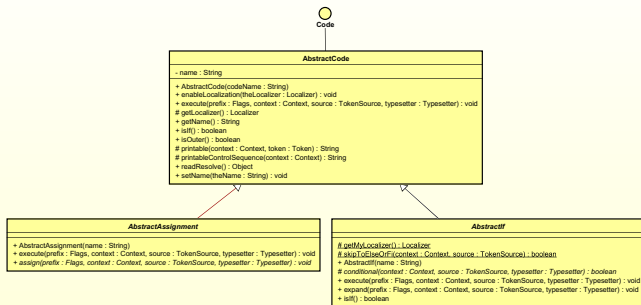 Code
AbstractCode
- name : String
+ AbstractCode(codeName : String)
+ enableLocalization(theLocalizer : Localizer) : void
+ execute(prefix : Flags, context : Context, source : TokenSource, typesetter : Typesetter) : void
# getLocalizer() : Localizer
+ getName() : String
+ isIf() : boolean
+ isOuter() : boolean
# printable(context : Context, token : Token) : String
# printableControlSequence(context : Context) : String
+ readResolve() : Object
+ setName(theName : String) : void
AbstractAssignment
+ AbstractAssignment(name : String)
+ execute(prefix : Flags, context : Context, source : TokenSource, typesetter : Typesetter) : void
+ assign(prefix : Flags, context : Context, source : TokenSource, typesetter : Typesetter) : void
AbstractIf
# getMyLocalizer() : Localizer
# skipToElseOrFi(context : Context, source : TokenSource) : boolean
+ AbstractIf(name : String)
# conditional(context : Context, source : TokenSource, typesetter : Typesetter) : boolean
+ execute(prefix : Flags, context : Context, source : TokenSource, typesetter : Typesetter) : void
+ expand(prefix : Flags, context : Context, source : TokenSource, typesetter : Typesetter) : void
+ isIf() : boolean